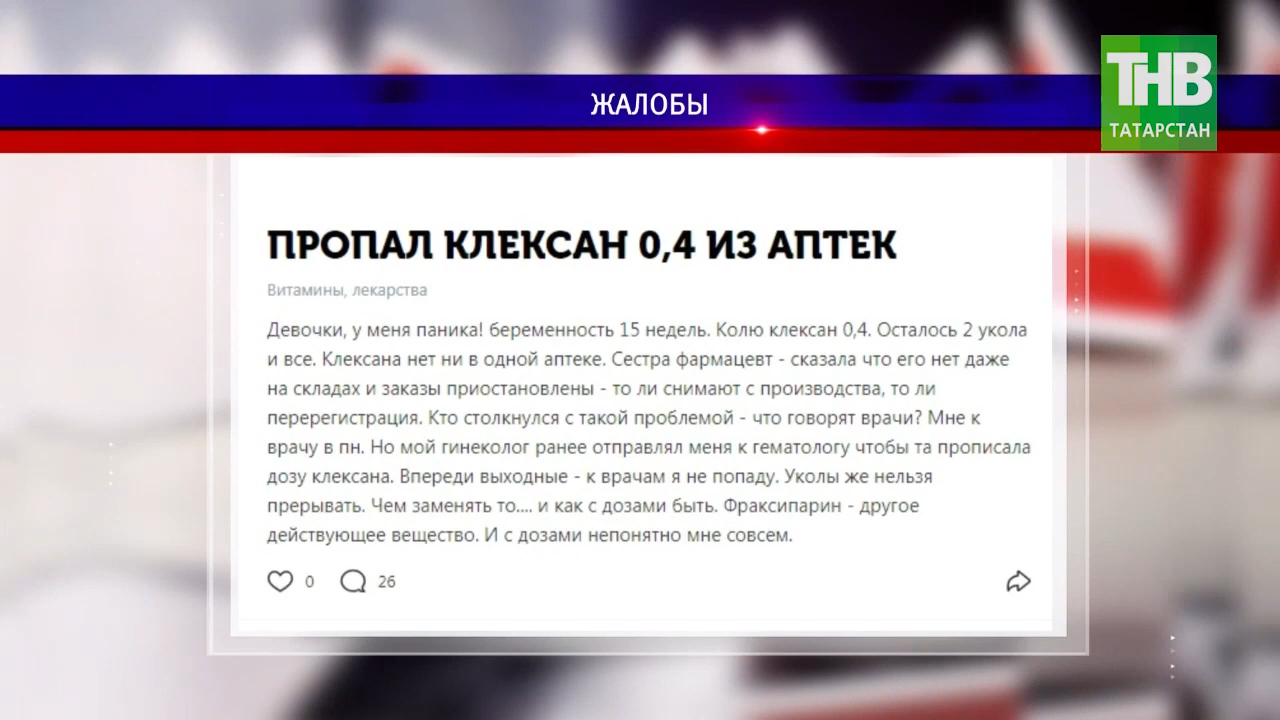 ЖАЛОБЫ
ТНВ
ТАТАРСТАН
ПРОПАЛ КЛЕКСАН 0,4 ИЗ АПТЕК
Витамины, лекарства
Девочки, у меня паника! беременность 15 недель. Колю клексан 0,4. Осталось 2 укола
и все. Клексана нет ни в одной аптеке. Сестра фармацевт - сказала что его нет даже
на складах и заказы приостановлены - то ли снимают с производства, то ли
перерегистрация. Кто столкнулся с такой проблемой - что говорят врачи? Мне к
врачу в пн. Но мой гинеколог ранее отправлял меня к гематологу чтобы та прописала
дозу клексана. Впереди выходные - к врачам я не попаду. Уколы же нельзя
прерывать. Чем заменять то.... и как с дозами быть. Фраксипарин - другое
действующее вещество. И с дозами непонятно мне совсем.
0 26